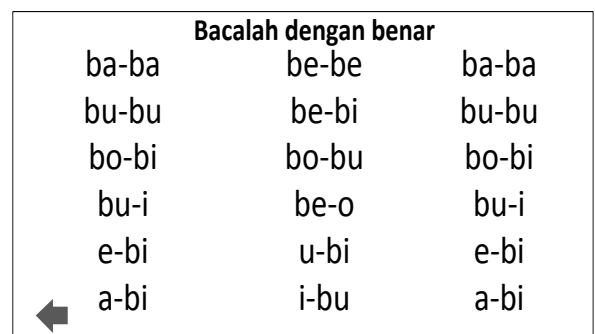 Bacalah dengan benar
ba-ba be-be ba-ba
bu-bu be-bi bu-bu
bo-bi bo-bu bo-bi
bu-i be-o bu-i
e-bi u-bi e-bi
a-bi i-bu a-bi